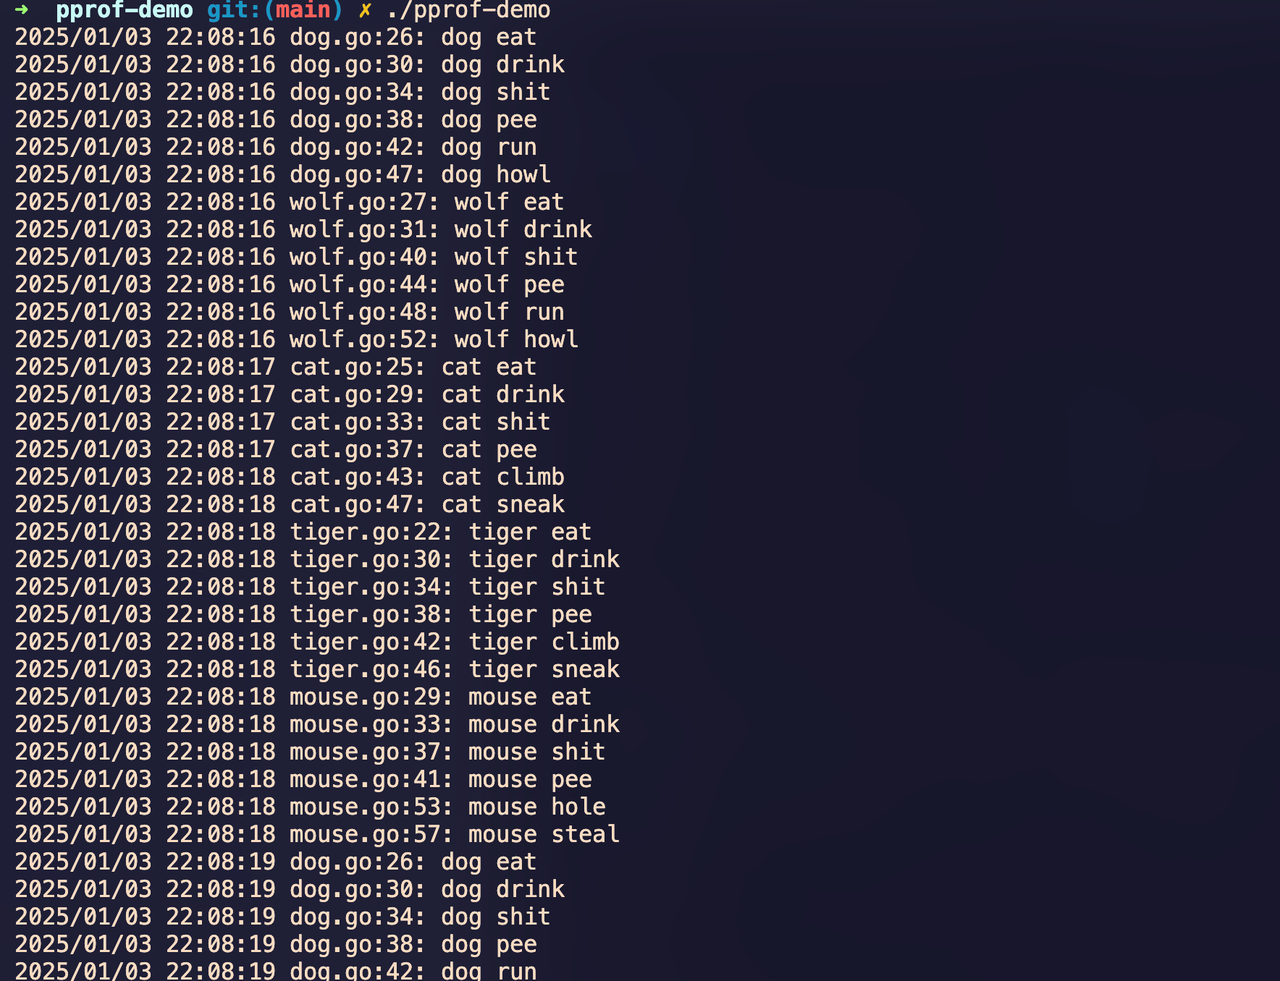 ➜  pprof-demo git:(main) ✗ ./pprof-demo
2025/01/03 22:08:16 dog.go:26: dog eat
2025/01/03 22:08:16 dog.go:30: dog drink
2025/01/03 22:08:16 dog.go:34: dog shit
2025/01/03 22:08:16 dog.go:38: dog pee
2025/01/03 22:08:16 dog.go:42: dog run
2025/01/03 22:08:16 dog.go:47: dog howl
2025/01/03 22:08:16 wolf.go:27: wolf eat
2025/01/03 22:08:16 wolf.go:31: wolf drink
2025/01/03 22:08:16 wolf.go:40: wolf shit
2025/01/03 22:08:16 wolf.go:44: wolf pee
2025/01/03 22:08:16 wolf.go:48: wolf run
2025/01/03 22:08:16 wolf.go:52: wolf howl
2025/01/03 22:08:17 cat.go:25: cat eat
2025/01/03 22:08:17 cat.go:29: cat drink
2025/01/03 22:08:17 cat.go:33: cat shit
2025/01/03 22:08:17 cat.go:37: cat pee
2025/01/03 22:08:18 cat.go:43: cat climb
2025/01/03 22:08:18 cat.go:47: cat sneak
2025/01/03 22:08:18 tiger.go:22: tiger eat
2025/01/03 22:08:18 tiger.go:30: tiger drink
2025/01/03 22:08:18 tiger.go:34: tiger shit
2025/01/03 22:08:18 tiger.go:38: tiger pee
2025/01/03 22:08:18 tiger.go:42: tiger climb
2025/01/03 22:08:18 tiger.go:46: tiger sneak
2025/01/03 22:08:18 mouse.go:29: mouse eat
2025/01/03 22:08:18 mouse.go:33: mouse drink
2025/01/03 22:08:18 mouse.go:37: mouse shit
2025/01/03 22:08:18 mouse.go:41: mouse pee
2025/01/03 22:08:18 mouse.go:53: mouse hole
2025/01/03 22:08:18 mouse.go:57: mouse steal
2025/01/03 22:08:19 dog.go:26: dog eat
2025/01/03 22:08:19 dog.go:30: dog drink
2025/01/03 22:08:19 dog.go:34: dog shit
2025/01/03 22:08:19 dog.go:38: dog pee
2025/01/03 22:08:19 dog.go:42: dog run